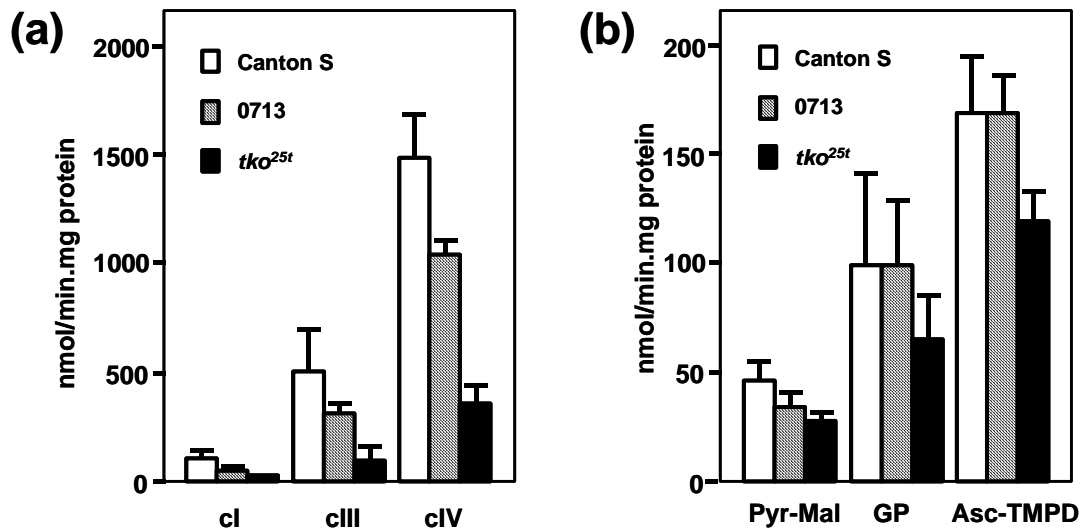 (a)
nmol/min.mg protein
2000
1500
1000
500
0
Canton S
0713
tko25t
cI
cIII
cIV
(b)
nmol/min.mg protein
200
150
100
50
0
Canton S
0713
tko25t
Pyr-Mal
GP
Asc-TMPD